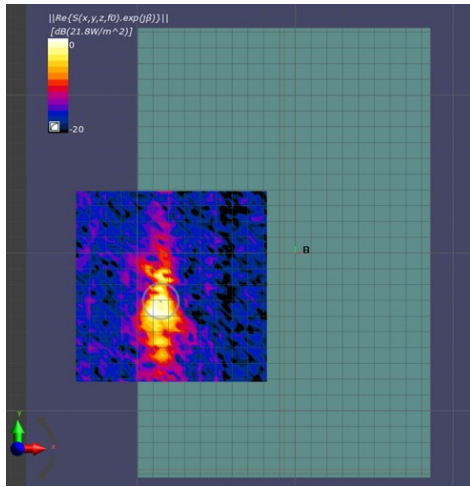 ||Re{S(x,y,z,f0).exp(jβ)}||
[dB(21.8W/m^2)]
0
-20
Y
x